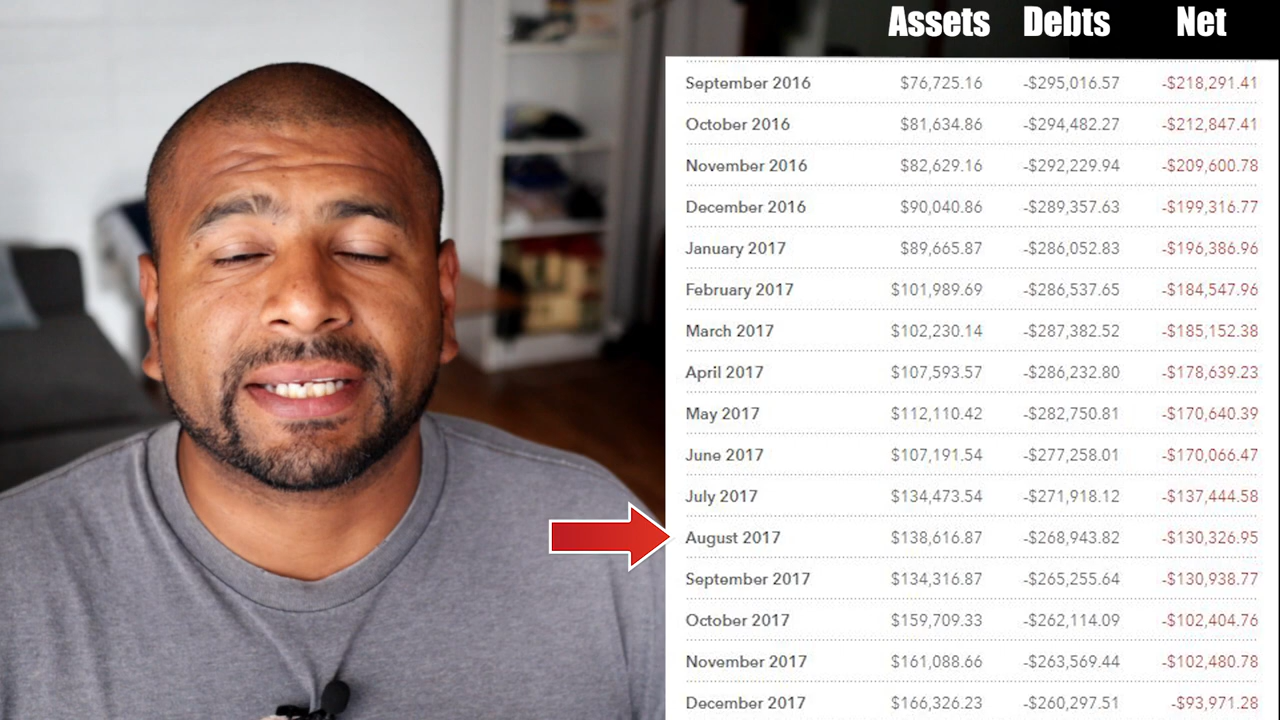 Assets Debts Net
September 2016 $76,725.16 -$295,016.57 -$218,291.41
October 2016 $81,634.86 -$294,482.27 -$212,847.41
November 2016 $82,629.16 -$292,229.94 -$209,600.78
December 2016 $90,040.86 -$289,357.63 -$199,316.77
January 2017 $89,665.87 -$286,052.83 -$196,386.96
February 2017 $101,989.69 -$286,537.65 -$184,547.96
March 2017 $102,230.14 -$287,382.52 -$185,152.38
April 2017 $107,593.57 -$286,232.80 -$178,639.23
May 2017 $112,110.42 -$282,750.81 -$170,640.39
June 2017 $107,191.54 -$277,258.01 -$170,066.47
July 2017 $134,473.54 -$271,918.12 -$137,444.58
August 2017 $138,616.87 -$268,943.82 -$130,326.95
September 2017 $134,316.87 -$265,255.64 -$130,938.77
October 2017 $159,709.33 -$262,114.09 -$102,404.76
November 2017 $161,088.66 -$263,569.44 -$102,480.78
December 2017 $166,326.23 -$260,297.51 -$93,971.28